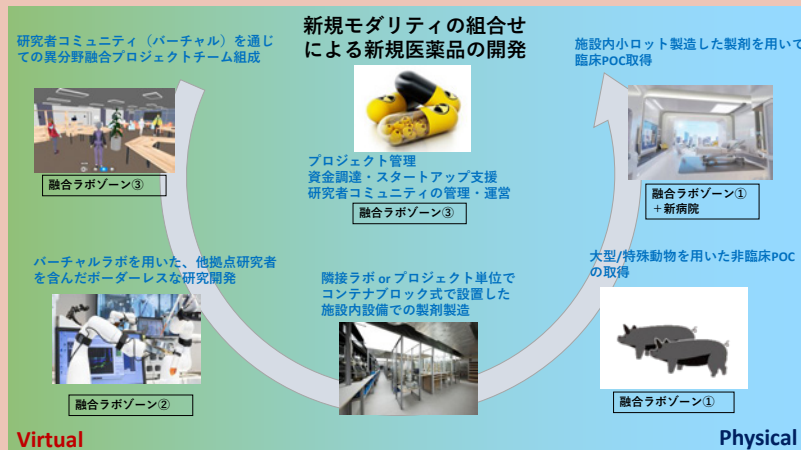 新規モダリティの組合せ
による新規医薬品の開発
研究者コミュニティ（バーチャル）を通じ
ての異分野融合プロジェクトチーム組成
融合ラボゾーン③
プロジェクト管理
資金調達・スタートアップ支援
研究者コミュニティの管理・運営
融合ラボゾーン③
施設内小ロット製造した製剤を用いて
臨床POC取得
融合ラボゾーン①
＋新病院
バーチャルラボを用いた、他拠点研究者
を含んだボーダーレスな研究開発
融合ラボゾーン②
隣接ラボ or プロジェクト単位で
コンテナブロック式で設置した
施設内設備での製剤製造
大型/特殊動物を用いた非臨床POC
の取得
融合ラボゾーン①
Virtual
Physical